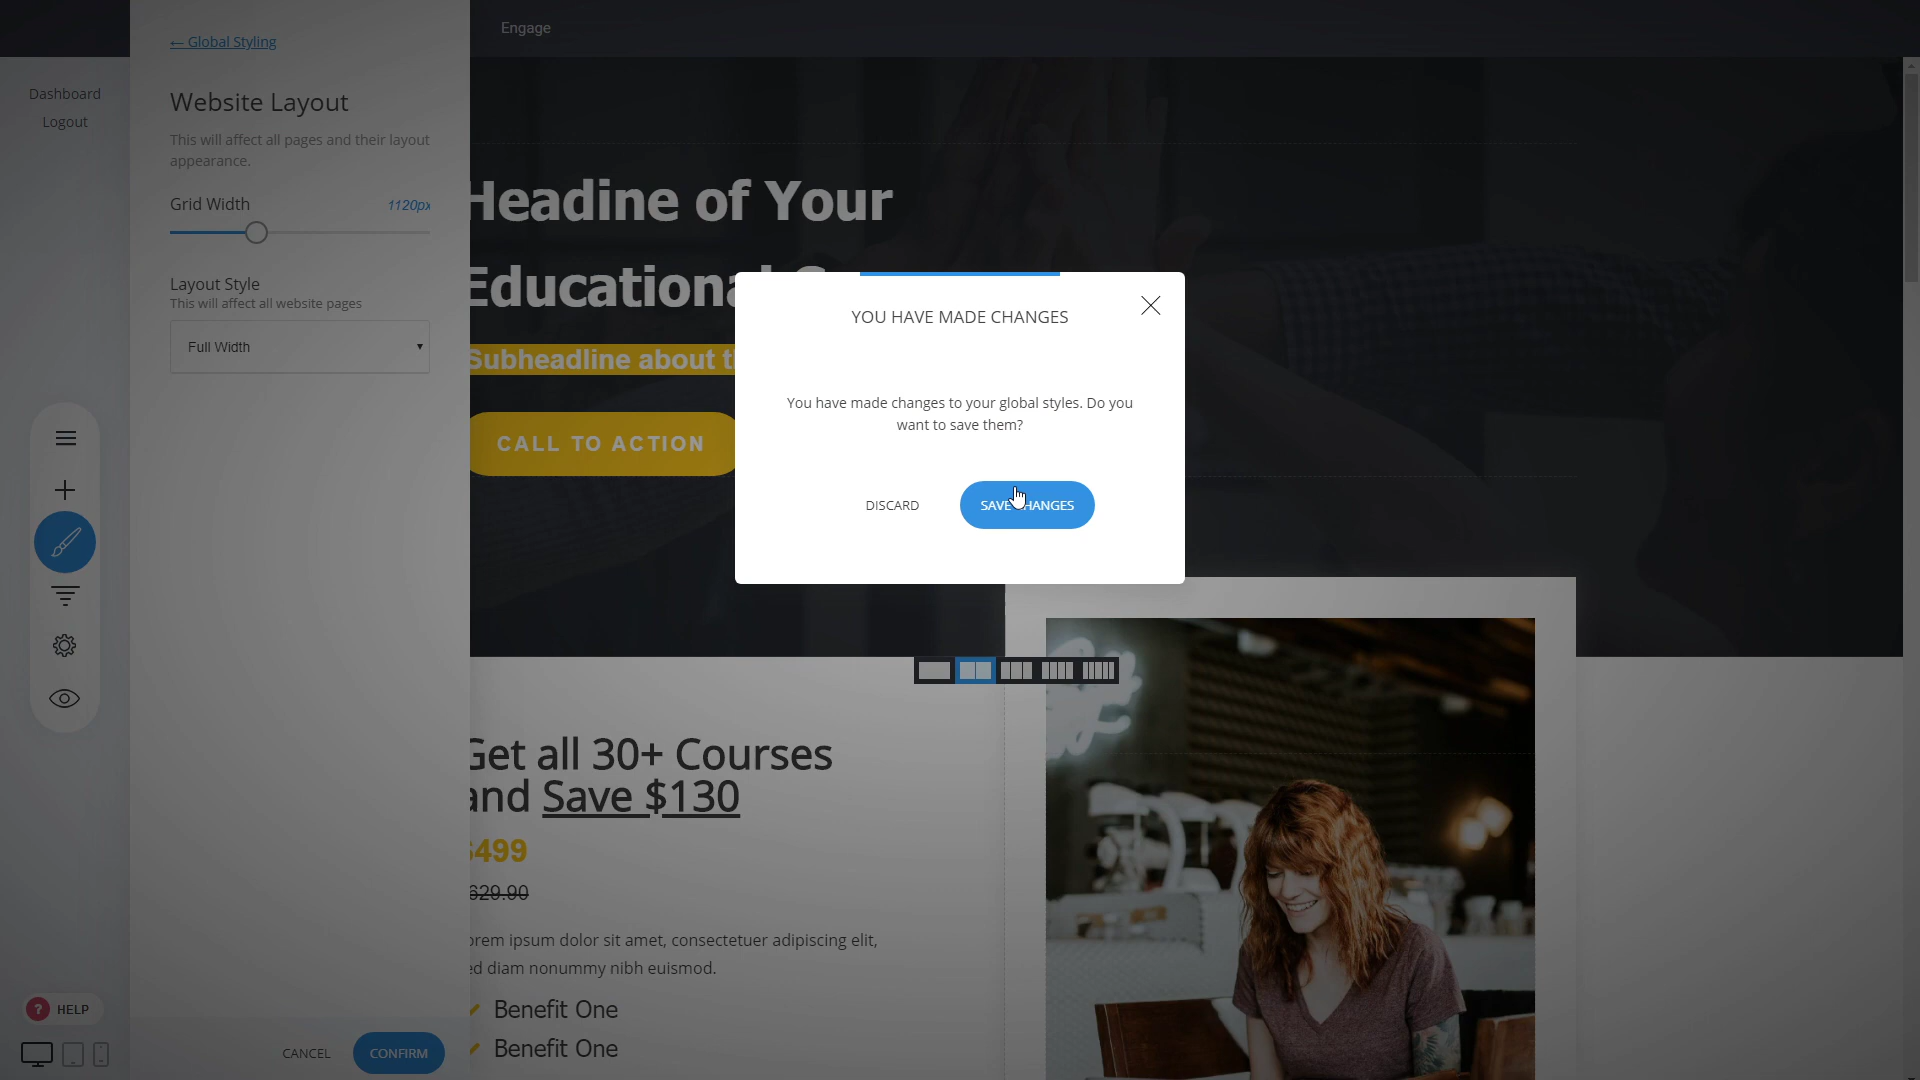 Engage
← Global Styling
Dashboard
Logout
Website Layout
This will affect all pages and their layout
appearance.
Grid Width 1120px
Layout Style
This will affect all website pages
Full Width
Headine of Your
Educational
Subheadline about
CALL TO ACTION
YOU HAVE MADE CHANGES
You have made changes to your global styles. Do you
want to save them?
DISCARD SAVE CHANGES
Get all 30+ Courses
and Save $130
$499
629.90
orem ipsum dolor sit amet, consectetuer adipiscing elit,
ed diam nonummy nibh euismod.
Benefit One
Benefit One
? HELP
CANCEL CONFIRM